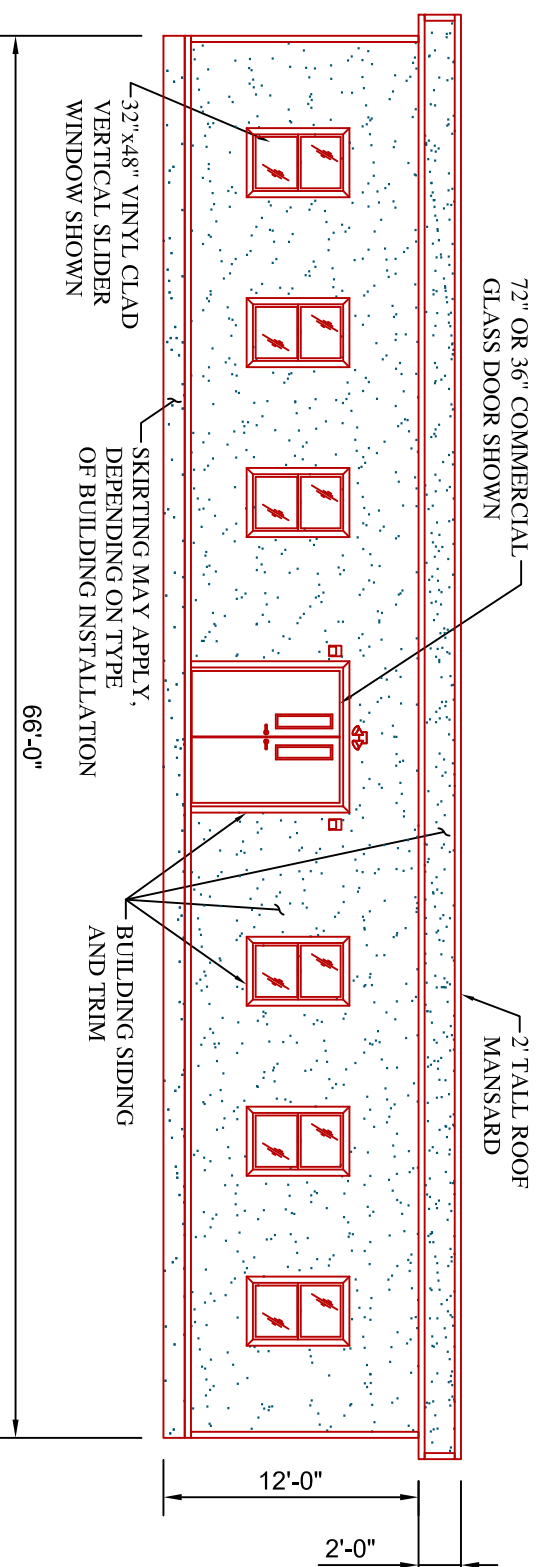 72" OR 36" COMMERCIAL
GLASS DOOR SHOWN
2' TALL ROOF
MANSARD
32"x48" VINYL CLAD
VERTICAL SLIDER
WINDOW SHOWN
SKIRTING MAY APPLY,
DEPENDING ON TYPE
OF BUILDING INSTALLATION
BUILDING SIDING
AND TRIM
66'-0"
12'-0"
2'-0"